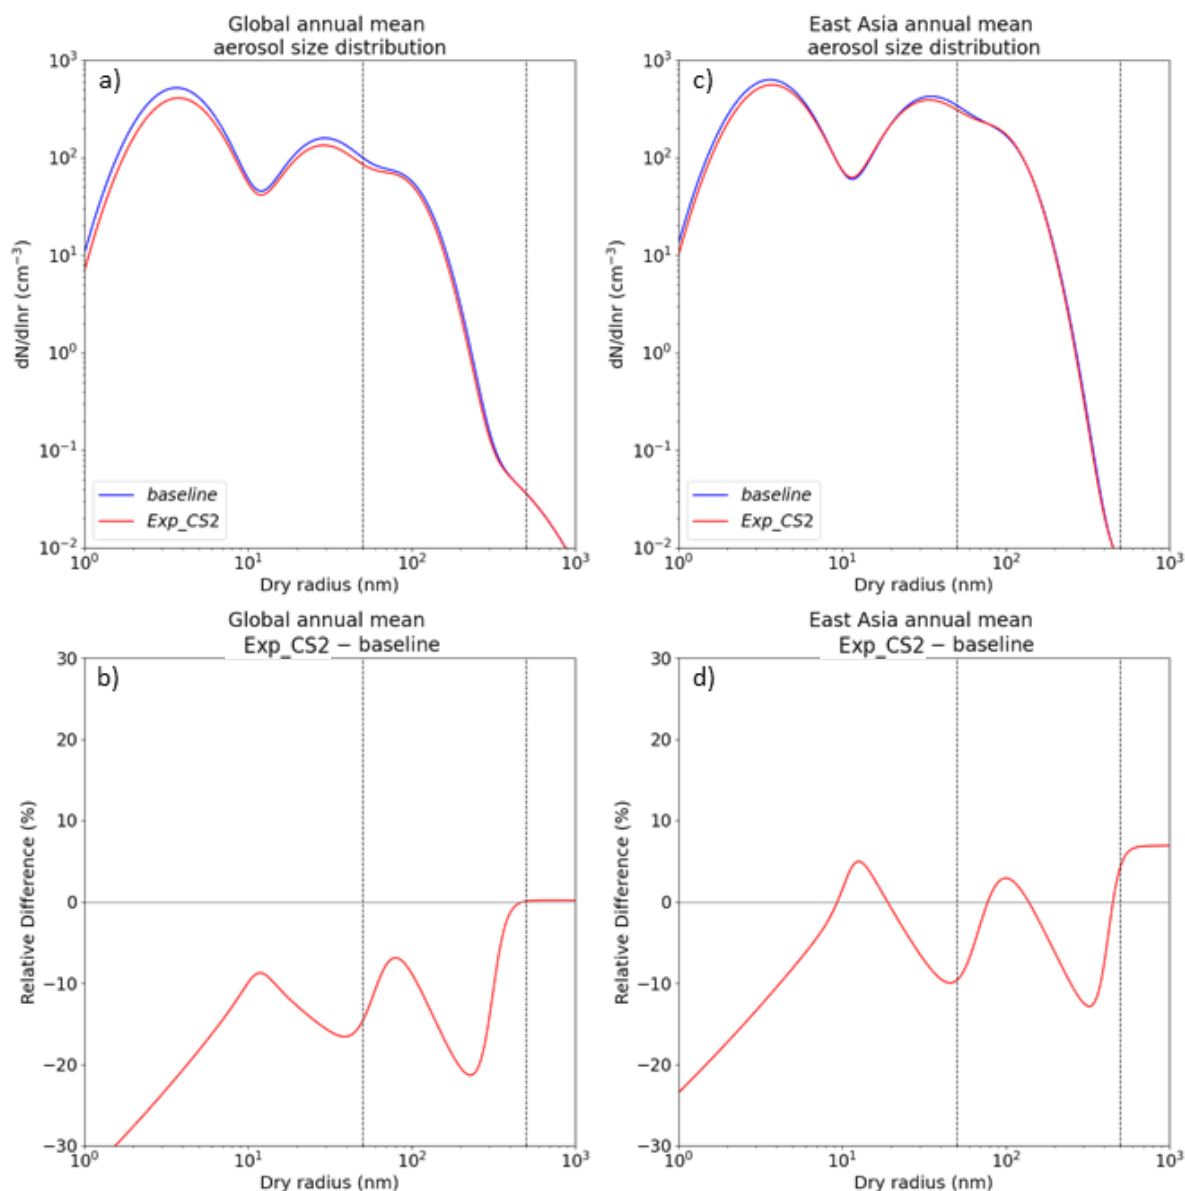 Global annual mean
aerosol size distribution
a)
10³
10²
10¹
10⁰
10⁻¹
10⁻²
dN/dlnr (cm⁻³)
baseline
Exp_CS2
10⁰ 10¹ 10² 10³
Dry radius (nm)
East Asia annual mean
aerosol size distribution
c)
10³
10²
10¹
10⁰
10⁻¹
10⁻²
dN/dlnr (cm⁻³)
baseline
Exp_CS2
10⁰ 10¹ 10² 10³
Dry radius (nm)
Global annual mean
Exp_CS2 − baseline
b)
30
20
10
0
−10
−20
−30
Relative Difference (%)
10⁰ 10¹ 10² 10³
Dry radius (nm)
East Asia annual mean
Exp_CS2 − baseline
d)
30
20
10
0
−10
−20
−30
Relative Difference (%)
10⁰ 10¹ 10² 10³
Dry radius (nm)